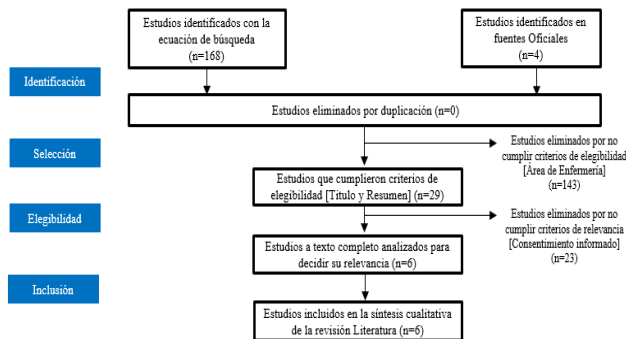 Estudios identificados con la
ecuación de búsqueda
(n=168)
Estudios identificados en
fuentes Oficiales
(n=4)
Identificación
Estudios eliminados por duplicación (n=0)
Selección
Estudios eliminados por no
cumplir criterios de elegibilidad
[Área de Enfermería]
(n=143)
Estudios que cumplieron criterios de
elegibilidad [Titulo y Resumen] (n=29)
Elegibilidad
Estudios eliminados por no
cumplir criterios de relevancia
[Consentimiento informado]
(n=23)
Estudios a texto completo analizados para
decidir su relevancia (n=6)
Inclusión
Estudios incluidos en la síntesis cualitativa
de la revisión Literatura (n=6)